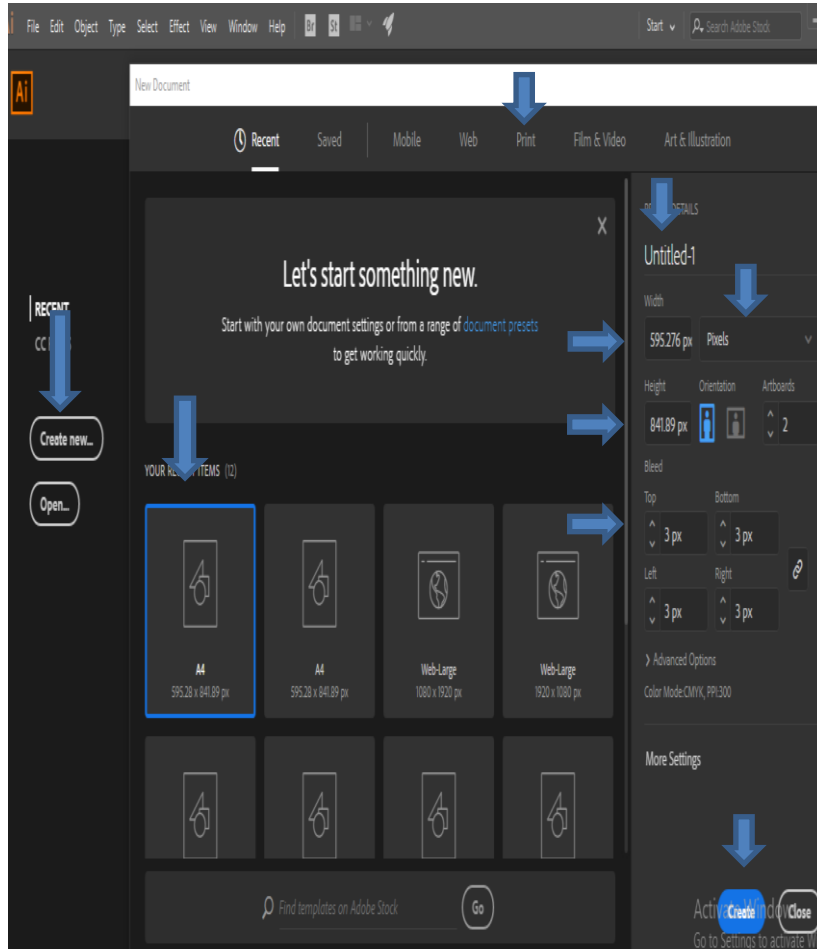 Ai File Edit Object Type Select Effect View Window Help Br St Start Search Adobe Stock
Ai
New Document
Recent Saved Mobile Web Print Film & Video Art & Illustration
RECENT
CC
Create new...
Open...
Let's start something new.
Start with your own document settings or from a range of document presets
to get working quickly.
YOUR ITEMS (12)
A4
595.28 x 841.89 px
A4
595.28 x 841.89 px
Web-Large
1080 x 1920 px
Web-Large
1920 x 1080 px
Find templates on Adobe Stock Go
Untitled-1
Width
595.276 px Pixels
Height Orientation Artboards
841.89 px 2
Bleed
Top Bottom
3 px 3 px
Left Right
3 px 3 px
Advanced Options
Color Mode:CMYK, PPI:300
More Settings
Create Close
Go to Settings to activate